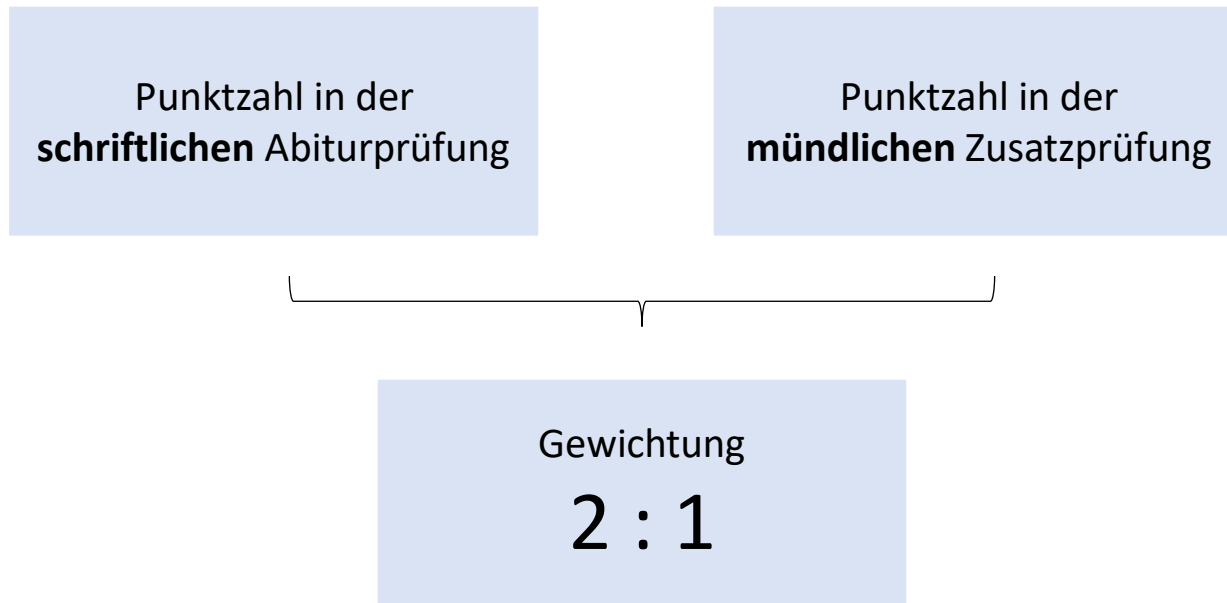 Punktzahl in der
schriftlichen Abiturprüfung
Punktzahl in der
mündlichen Zusatzprüfung
Gewichtung
2 : 1